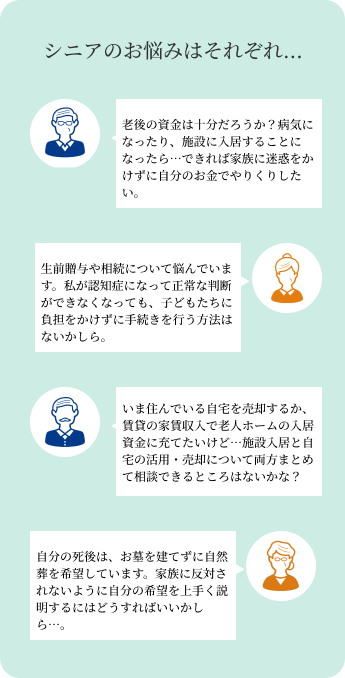 シニアのお悩みはそれぞれ…
老後の資金は十分だろうか？病気に
なったり、施設に入居することに
なったら…できれば家族に迷惑をか
けずに自分のお金でやりくりした
い。
生前贈与や相続について悩んでいま
す。私が認知症になって正常な判断
ができなくなっても、子どもたちに
負担をかけずに手続きを行う方法は
ないかしら。
いま住んでいる自宅を売却するか、
賃貸の家賃収入で老人ホームの入居
資金に充てたいけど…施設入居と自
宅の活用・売却について両方まとめ
て相談できるところはないかな？
自分の死後は、お墓を建てずに自然
葬を希望しています。家族に反対さ
れないように自分の希望を上手く説
明するにはどうすればいいかし
ら…。